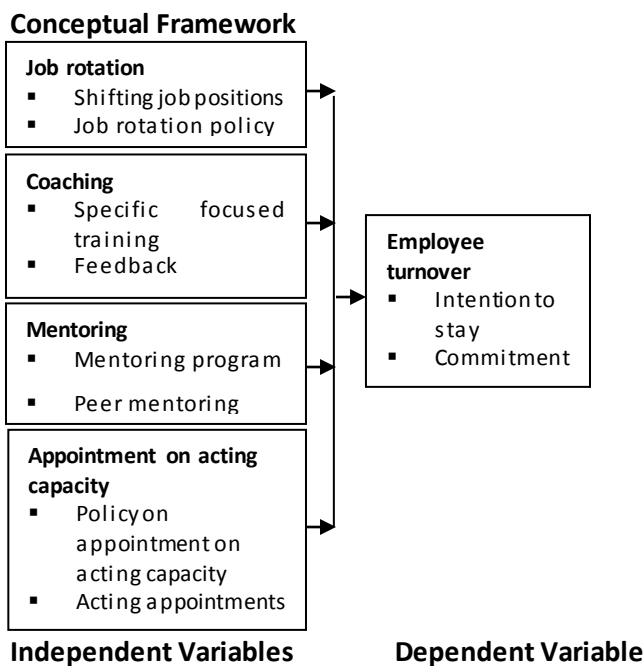 Conceptual Framework
Job rotation
▪ Shifting job positions
▪ Job rotation policy
Coaching
▪ Specific focused
training
▪ Feedback
Mentoring
▪ Mentoring program
▪ Peer mentoring
Appointment on acting
capacity
▪ Policy on
appointment on
acting capacity
▪ Acting appointments
Employee
turnover
▪ Intention to
stay
▪ Commitment
Independent Variables
Dependent Variable